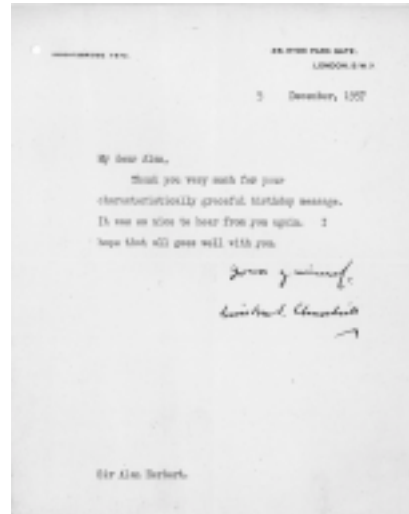 28, HYDE PARK GATE,
LONDON, S.W.7
5 December, 1957
My dear Alan,
Thank you very much for your
characteristically graceful birthday message.
It was so nice to hear from you again. I
hope that all goes well with you.
Winston S. Churchill
Sir Alan Herbert.